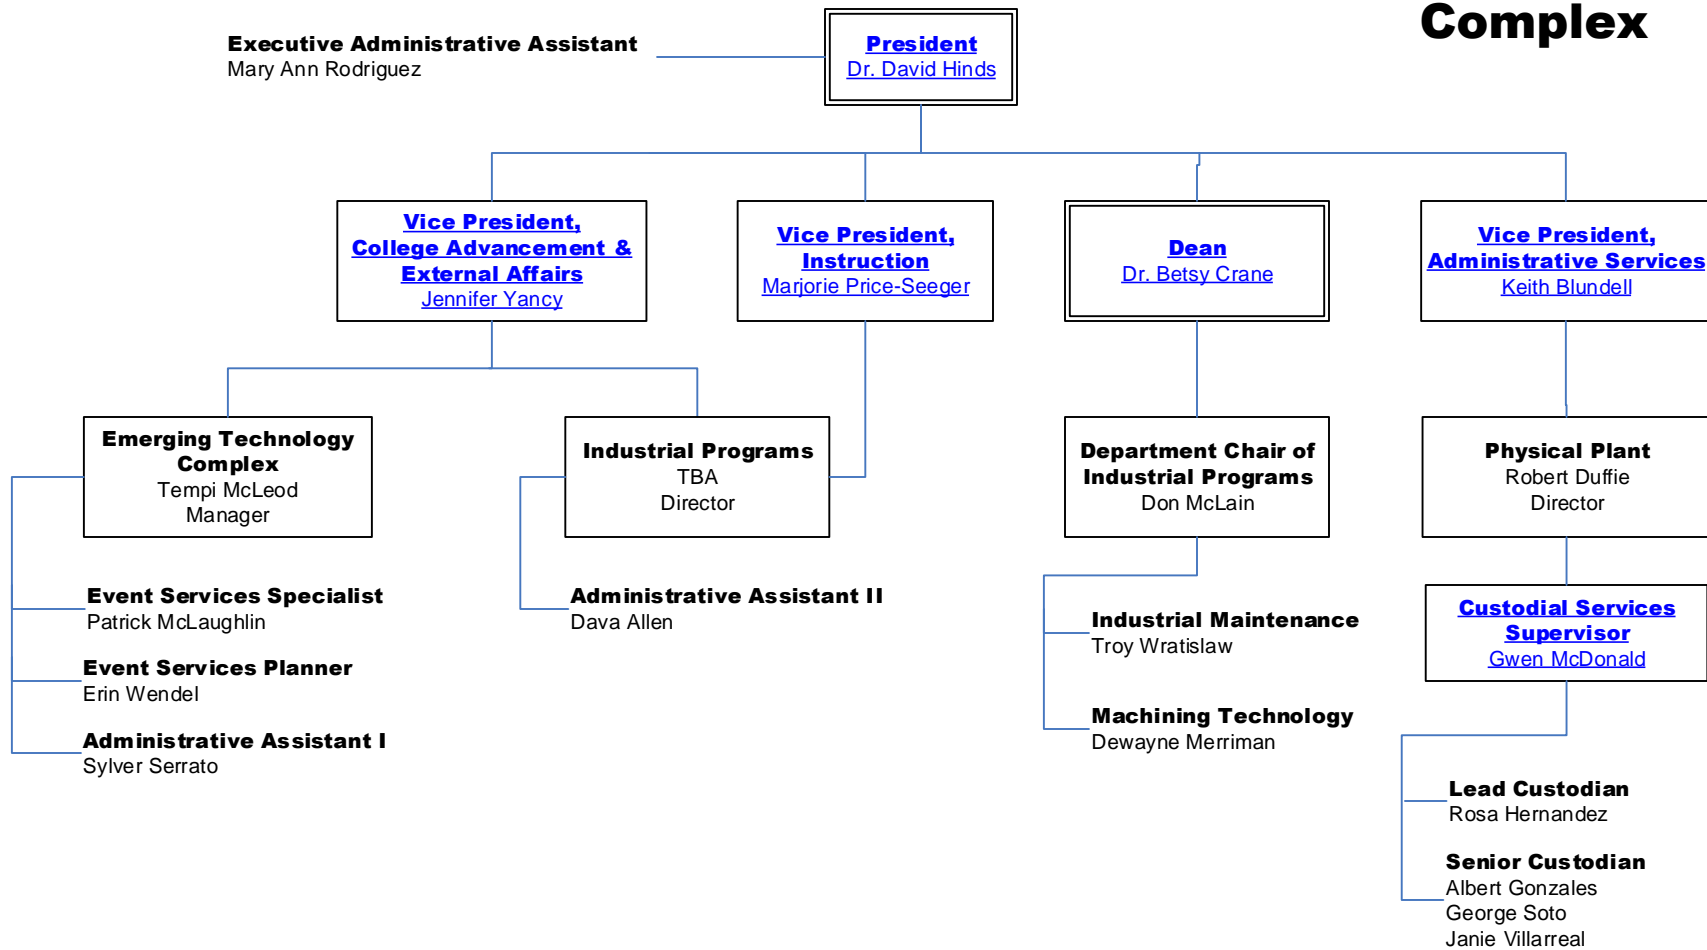 Complex
Executive Administrative Assistant
Mary Ann Rodriguez
President
Dr. David Hinds
Vice President,
College Advancement &
External Affairs
Jennifer Yancy
Vice President,
Instruction
Marjorie Price-Seeger
Dean
Dr. Betsy Crane
Vice President,
Administrative Services
Keith Blundell
Emerging Technology
Complex
Tempi McLeod
Manager
Industrial Programs
TBA
Director
Department Chair of
Industrial Programs
Don McLain
Physical Plant
Robert Duffie
Director
Event Services Specialist
Patrick McLaughlin
Event Services Planner
Erin Wendel
Administrative Assistant I
Sylver Serrato
Administrative Assistant II
Dava Allen
Industrial Maintenance
Troy Wratislaw
Machining Technology
Dewayne Merriman
Custodial Services
Supervisor
Gwen McDonald
Lead Custodian
Rosa Hernandez
Senior Custodian
Albert Gonzales
George Soto
Janie Villarreal